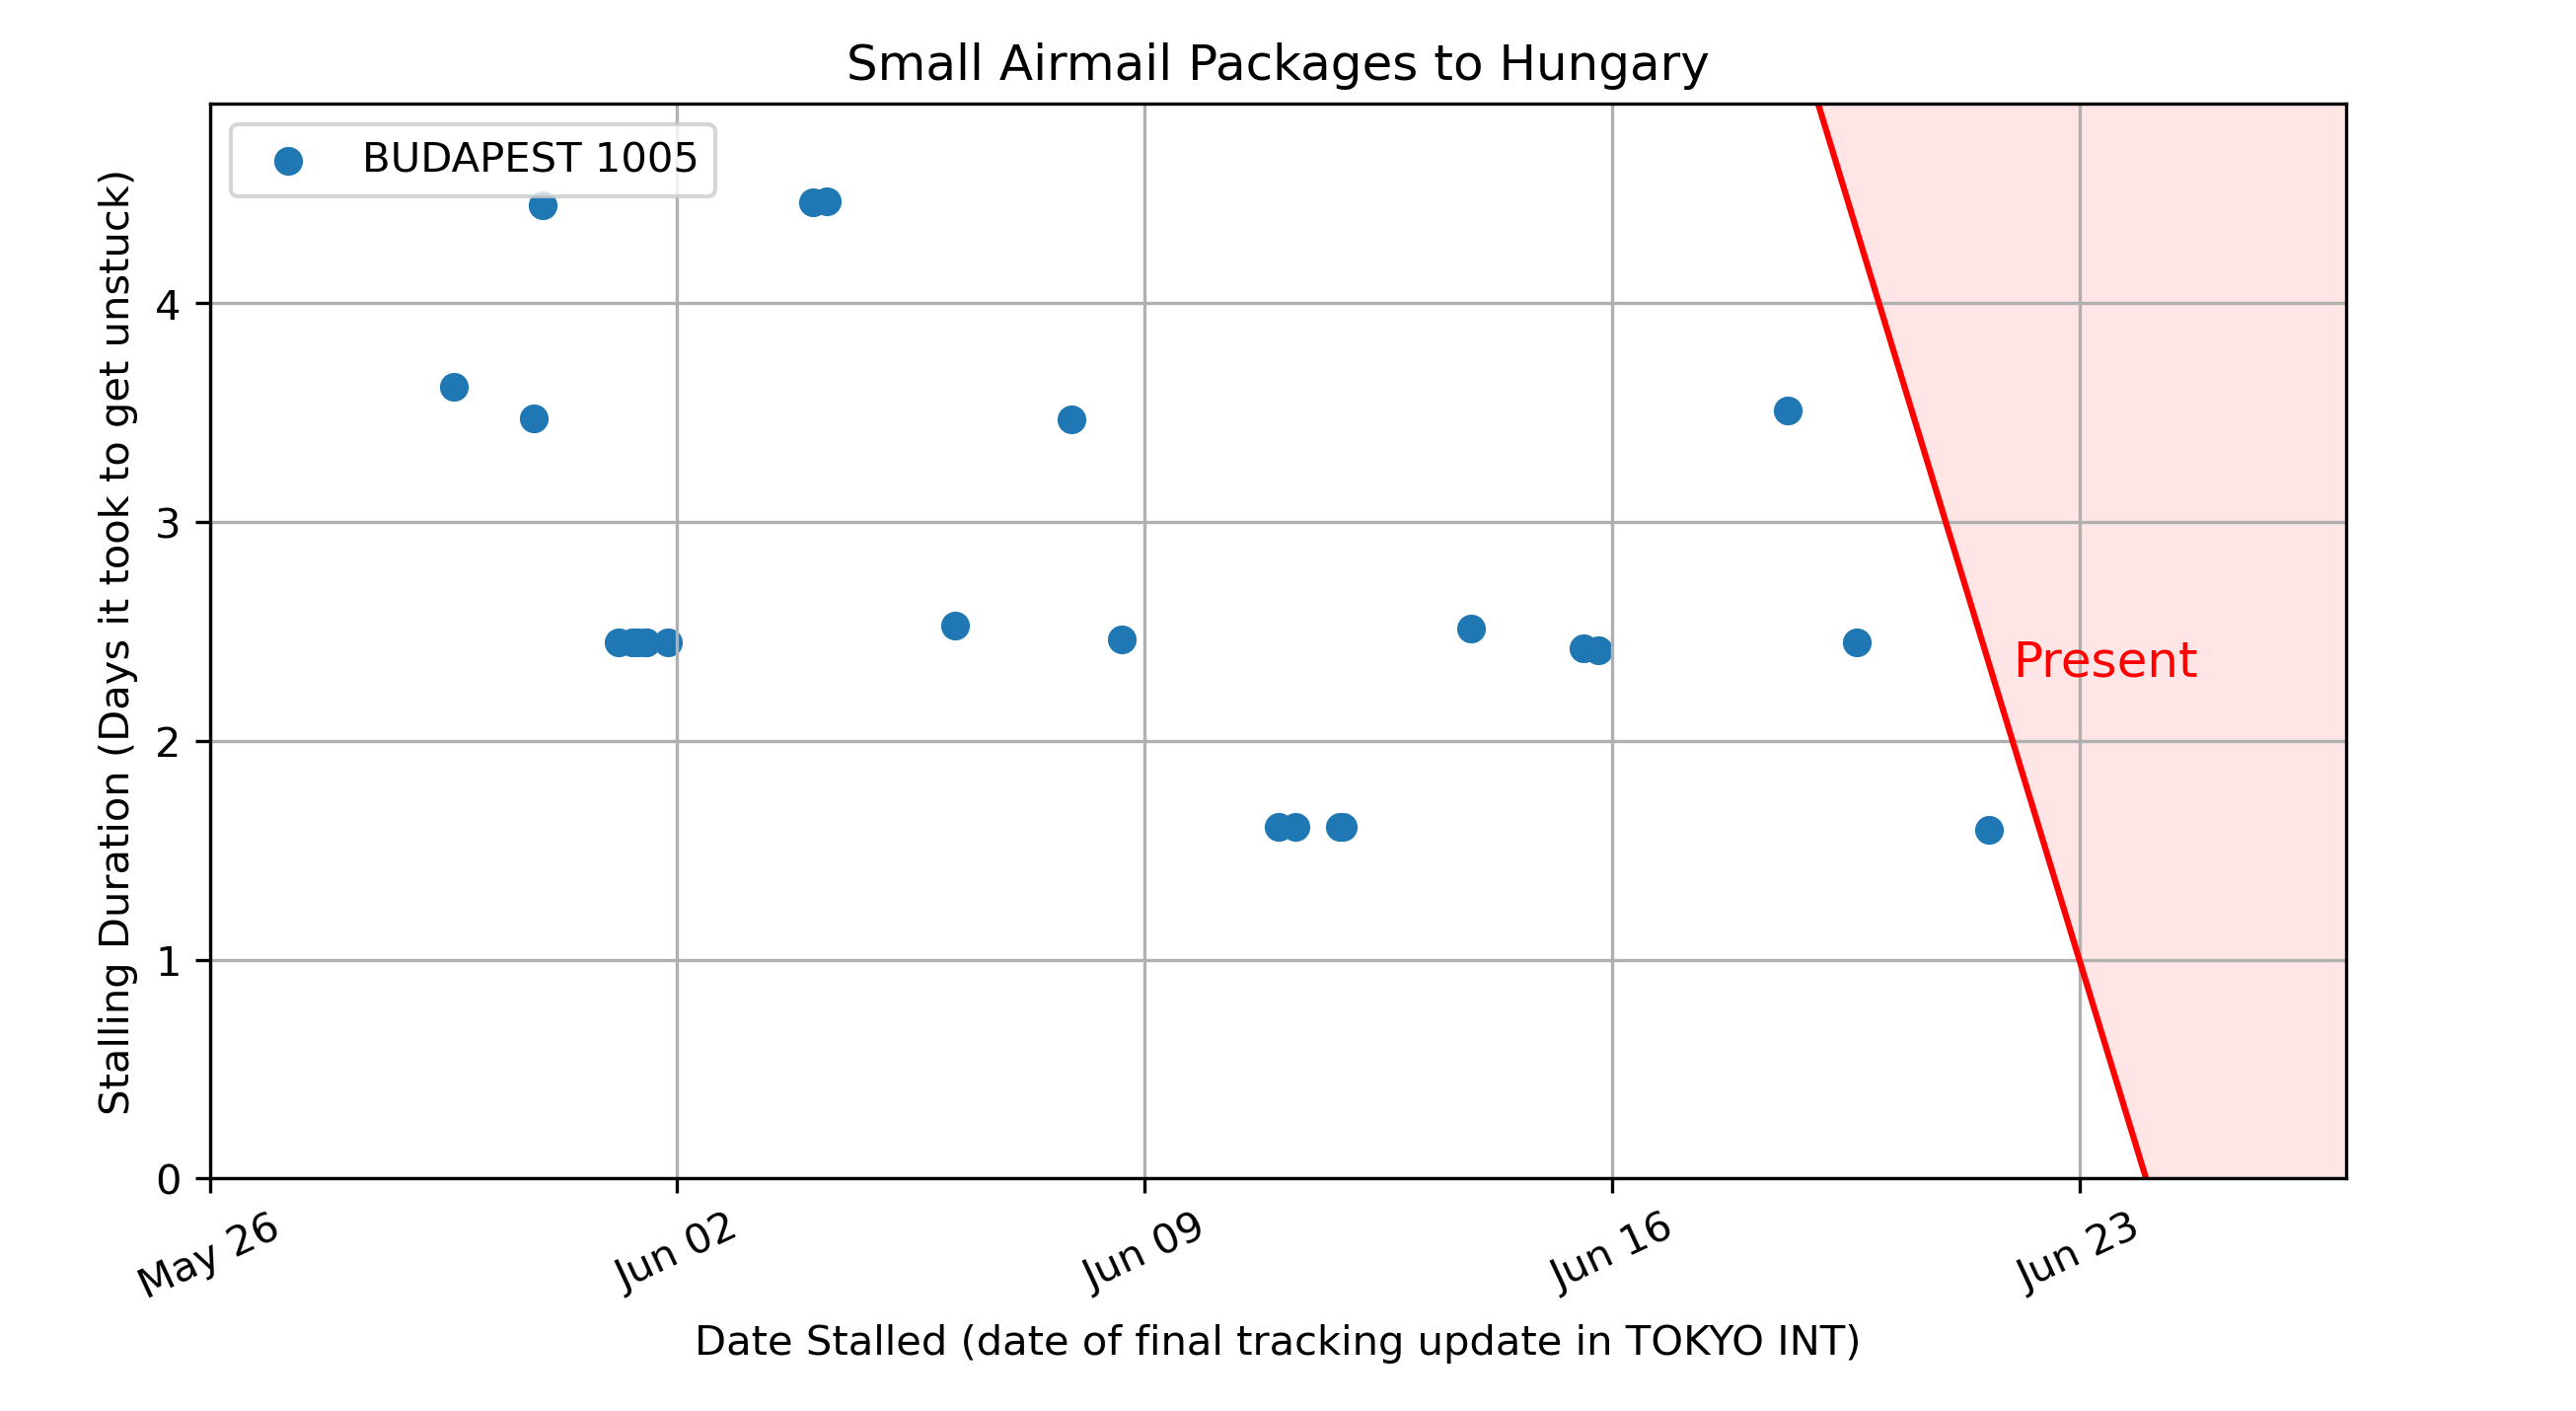 Small Airmail Packages to Hungary
BUDAPEST 1005
Stalling Duration (Days it took to get unstuck)
4
3
2
1
0
Present
May 26
Jun 02
Jun 09
Jun 16
Jun 23
Date Stalled (date of final tracking update in TOKYO INT)